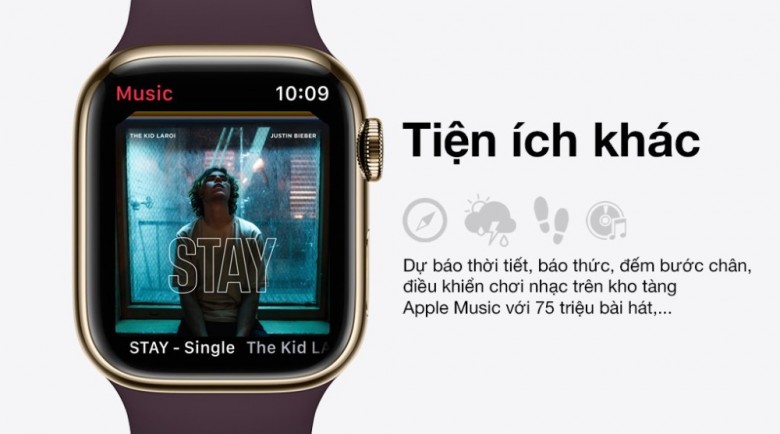 Music 10:09
THE KID LAROI JUSTIN BIEBER
STAY
STAY - Single The Kid LA
Tiện ích khác
Dự báo thời tiết, báo thức, đếm bước chân,
điều khiển chơi nhạc trên kho tàng
Apple Music với 75 triệu bài hát,...